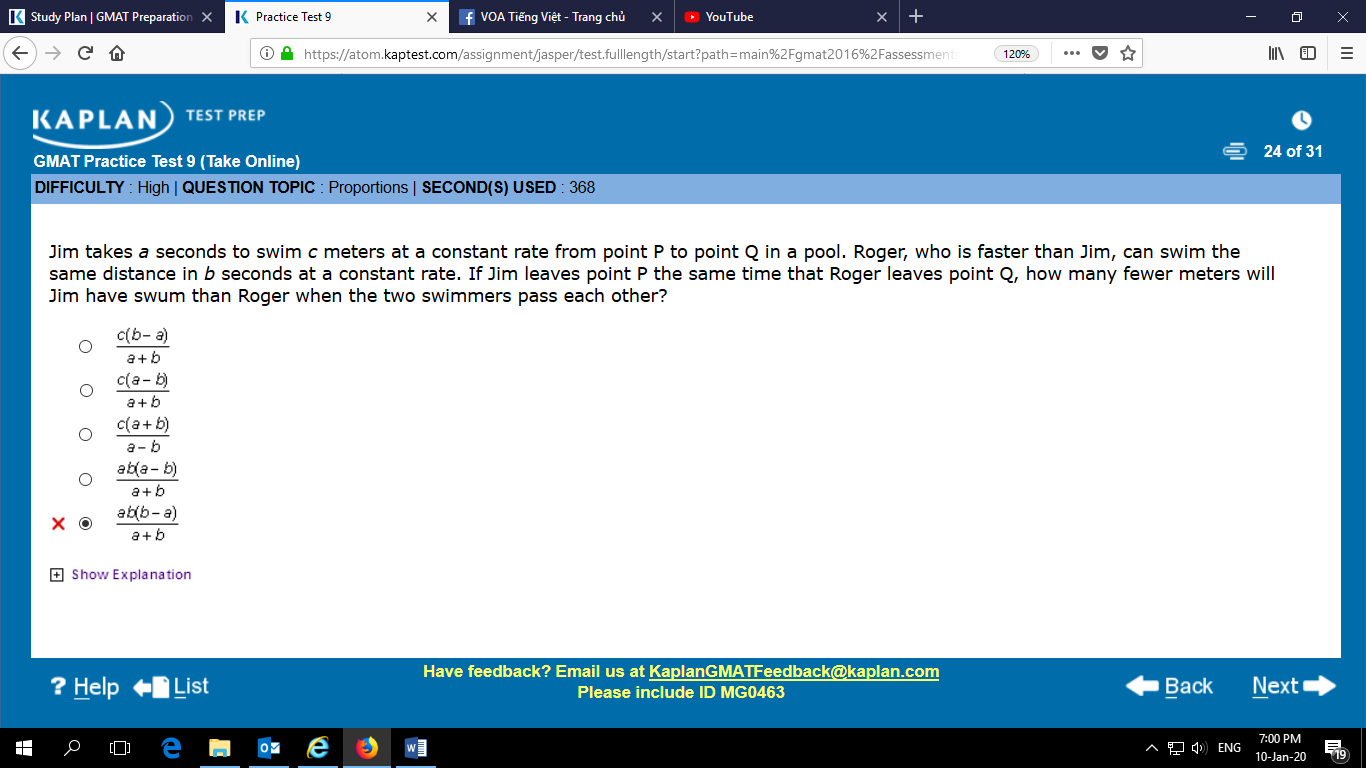 Study Plan | GMAT Preparation
Practice Test 9
VOA Tiếng Việt - Trang chủ
YouTube
https://atom.kaptest.com/assignment/jasper/test.fulllength/start?path=main%2Fgmat2016%2Fassessment
120%
KAPLAN TEST PREP
GMAT Practice Test 9 (Take Online)
24 of 31
DIFFICULTY : High | QUESTION TOPIC : Proportions | SECOND(S) USED : 368
Jim takes a seconds to swim c meters at a constant rate from point P to point Q in a pool. Roger, who is faster than Jim, can swim the
same distance in b seconds at a constant rate. If Jim leaves point P the same time that Roger leaves point Q, how many fewer meters will
Jim have swum than Roger when the two swimmers pass each other?
c(b – a)
a + b
c(a – b)
a + b
c(a + b)
a – b
ab(a – b)
a + b
ab(b – a)
a + b
Show Explanation
Have feedback? Email us at KaplanGMATFeedback@kaplan.com
Please include ID MG0463
? Help
List
Back
Next
ENG
7:00 PM
10-Jan-20
19